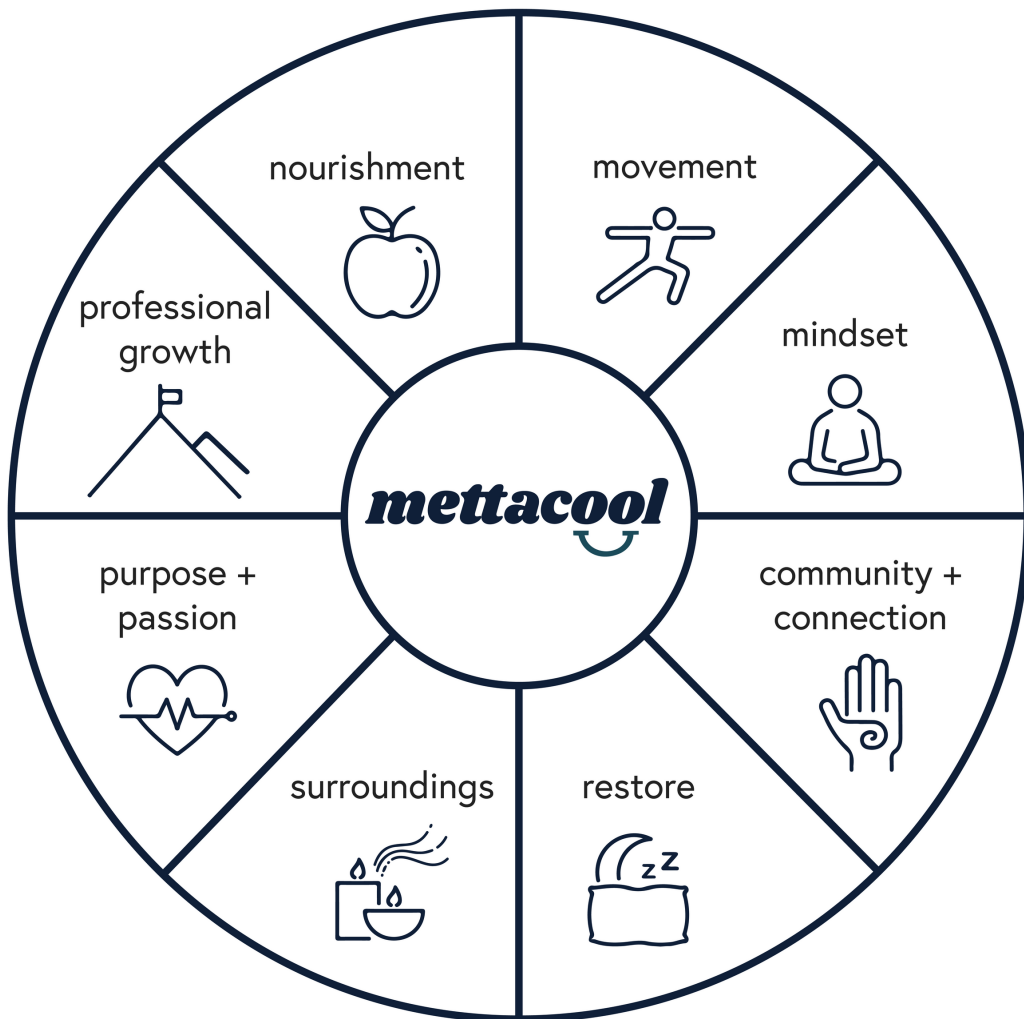 nourishment
movement
professional
growth
mindset
mettacool
purpose +
passion
community +
connection
surroundings
restore
z z